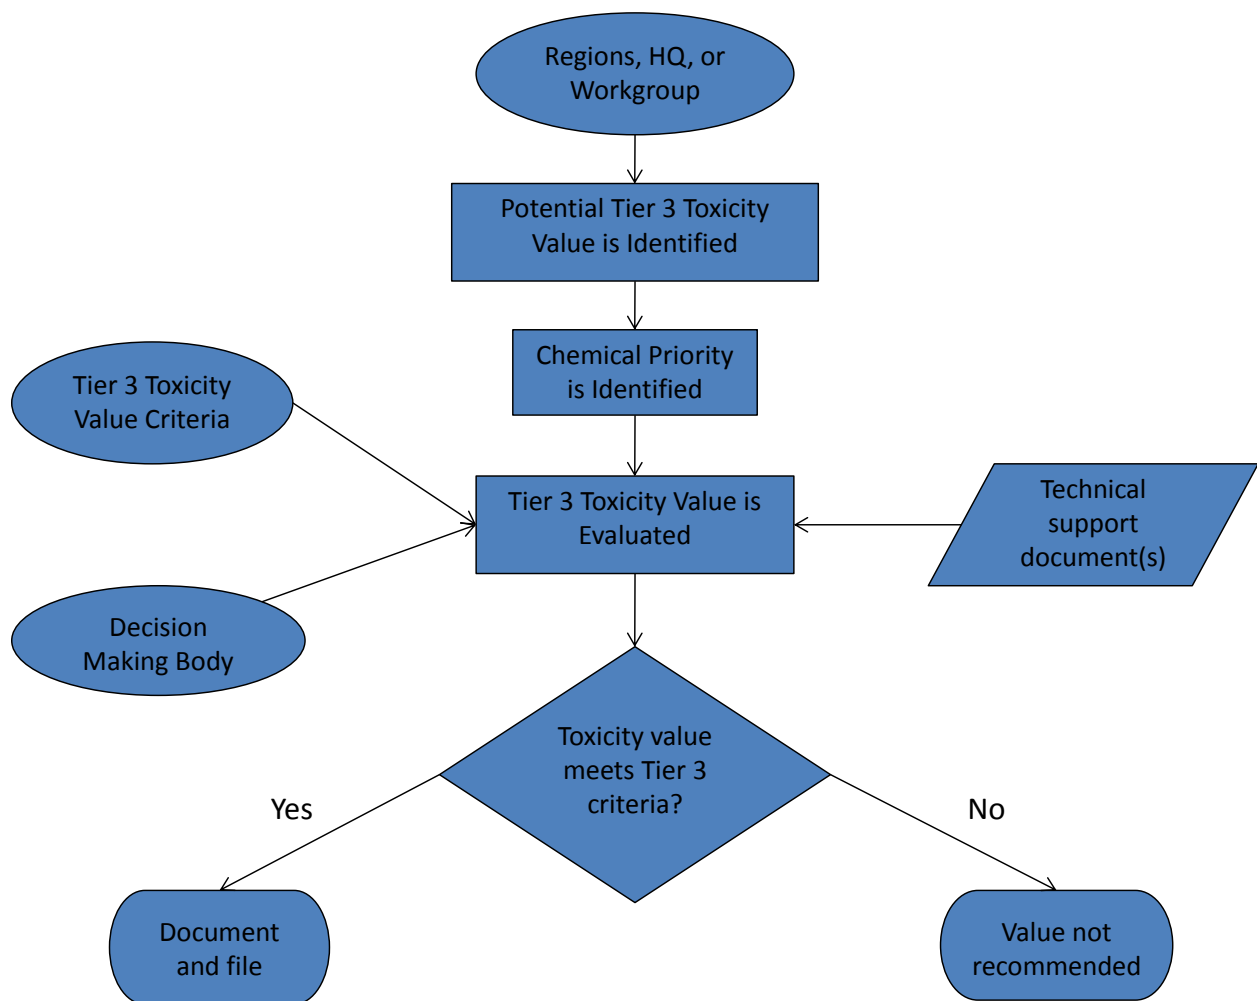 Regions, HQ, or
Workgroup
Potential Tier 3 Toxicity
Value is Identified
Chemical Priority
is Identified
Tier 3 Toxicity
Value Criteria
Tier 3 Toxicity Value is
Evaluated
Technical
support
document(s)
Decision
Making Body
Toxicity value
meets Tier 3
criteria?
Yes
No
Document
and file
Value not
recommended